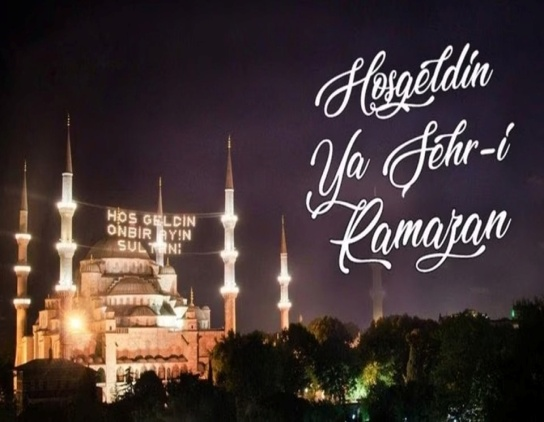 HOŞ GELDİN
ONBİR AYIN
SULTANI
Hoşgeldin
Ya Şehr-i
Ramazan